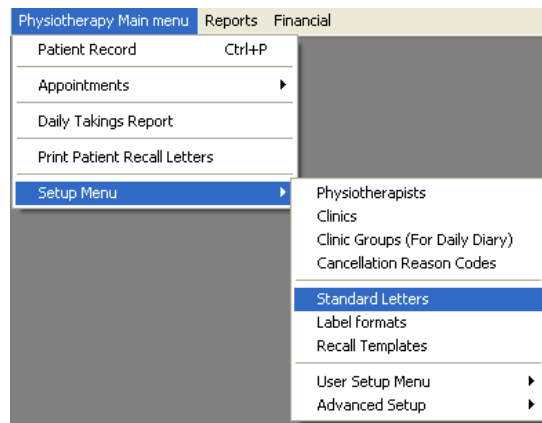 Physiotherapy Main menu Reports Financial
Patient Record Ctrl+P
Appointments
Daily Takings Report
Print Patient Recall Letters
Setup Menu
Physiotherapists
Clinics
Clinic Groups (For Daily Diary)
Cancellation Reason Codes
Standard Letters
Label formats
Recall Templates
User Setup Menu
Advanced Setup